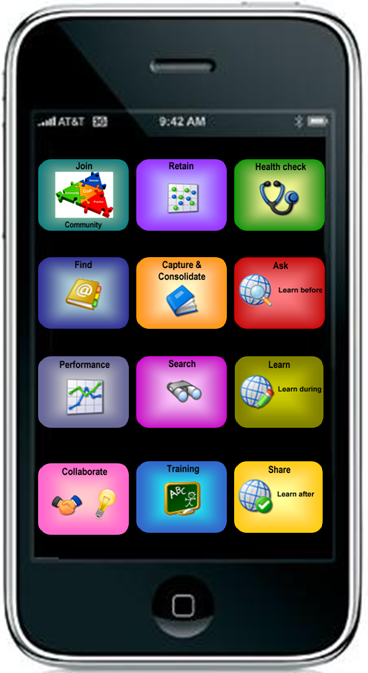 AT&T 3G 9:42 AM
Join Retain Health check
Community
Find Capture &
Consolidate Ask
Learn before
Performance Search Learn
Learn during
Collaborate Training Share
ABC
Learn after